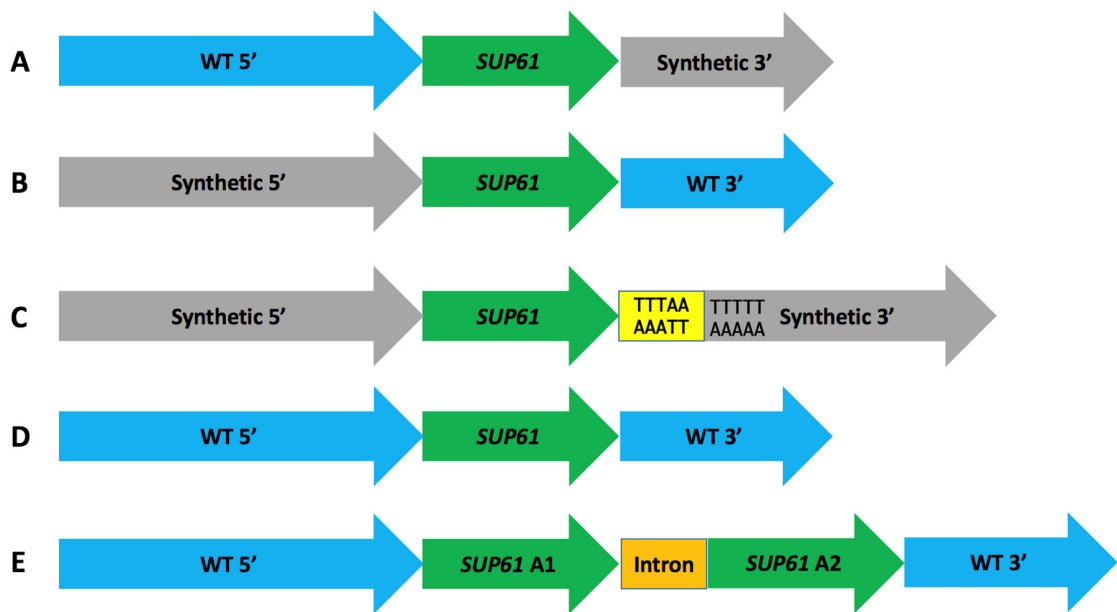 A WT 5’ SUP61 Synthetic 3’
B Synthetic 5’ SUP61 WT 3’
C Synthetic 5’ SUP61 TTTAA TTTTT Synthetic 3’
AAATT AAAAA
D WT 5’ SUP61 WT 3’
E WT 5’ SUP61 A1 Intron SUP61 A2 WT 3’